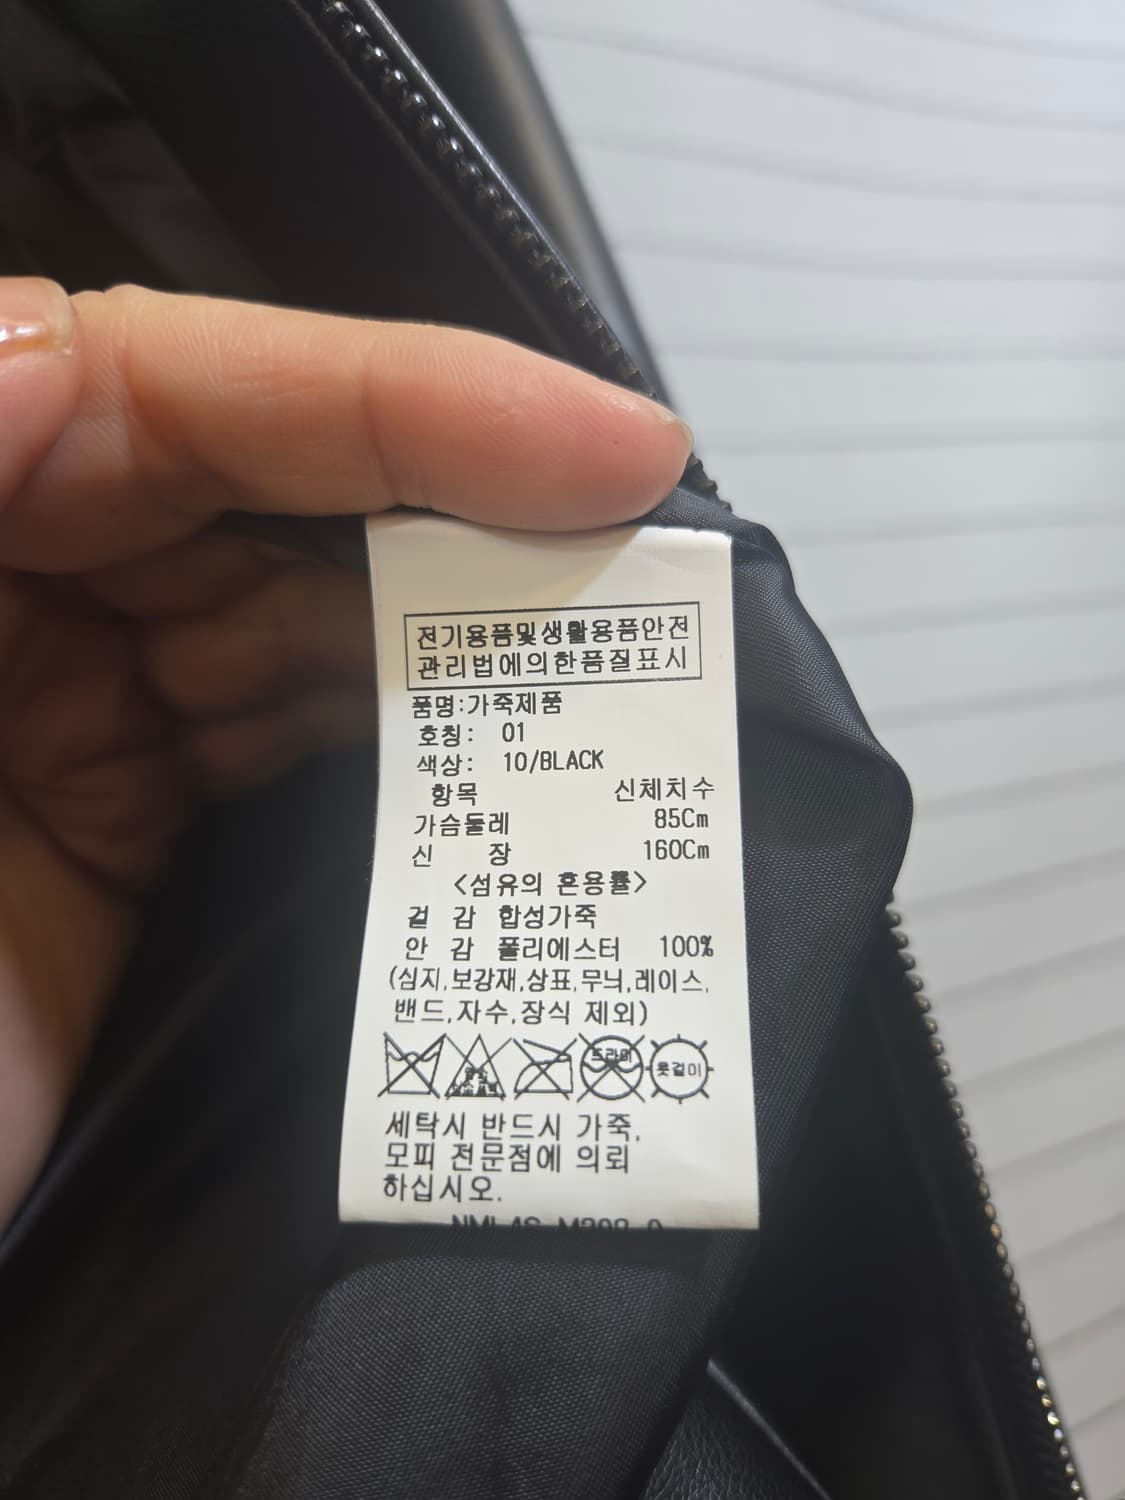 전기용품및생활용품안전
관리법에의한품질표시
품명:가죽제품
호칭: 01
색상: 10/BLACK
항목 신체치수
가슴둘레 85Cm
신 장 160Cm
<섬유의 혼용률>
겉 감 합성가죽
안 감 폴리에스터 100%
(심지,보강재,상표,무늬,레이스,
밴드,자수,장식 제외)
드라이
옷걸이
세탁시 반드시 가죽,
모피 전문점에 의뢰
하십시오.